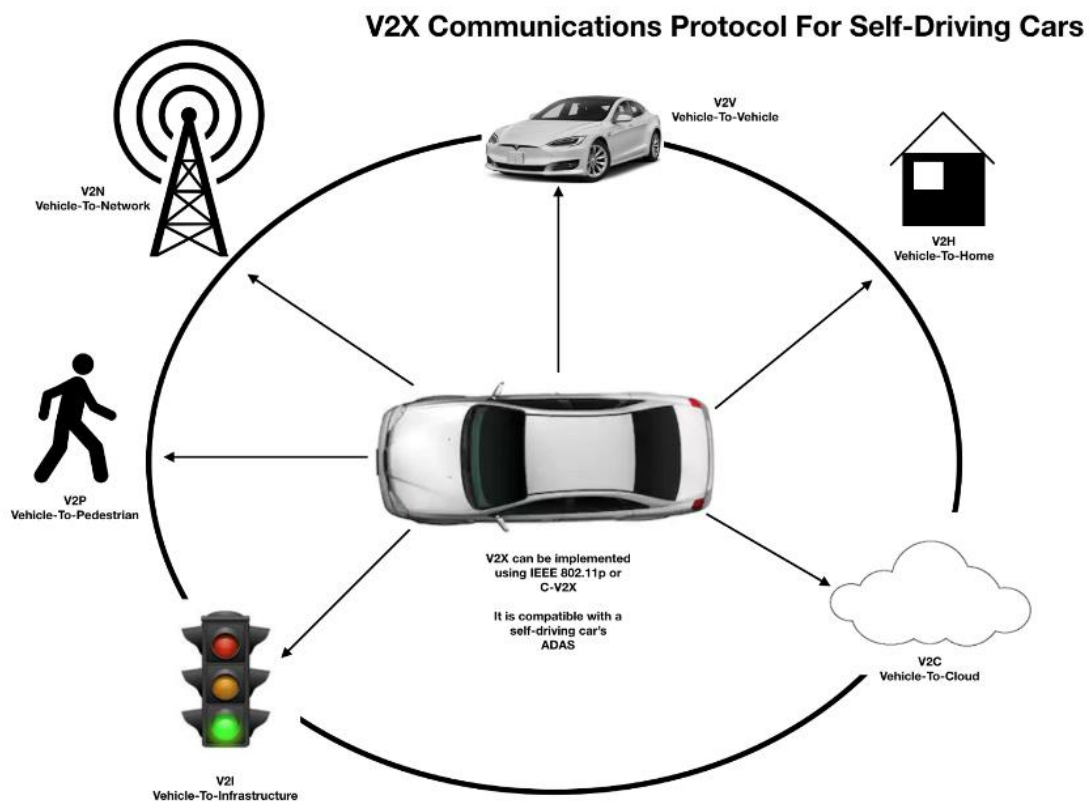 V2X Communications Protocol For Self-Driving Cars
V2V
Vehicle-To-Vehicle
V2N
Vehicle-To-Network
V2H
Vehicle-To-Home
V2P
Vehicle-To-Pedestrian
V2X can be implemented
using IEEE 802.11p or
C-V2X
It is compatible with a
self-driving car's
ADAS
V2C
Vehicle-To-Cloud
V2I
Vehicle-To-Infrastructure